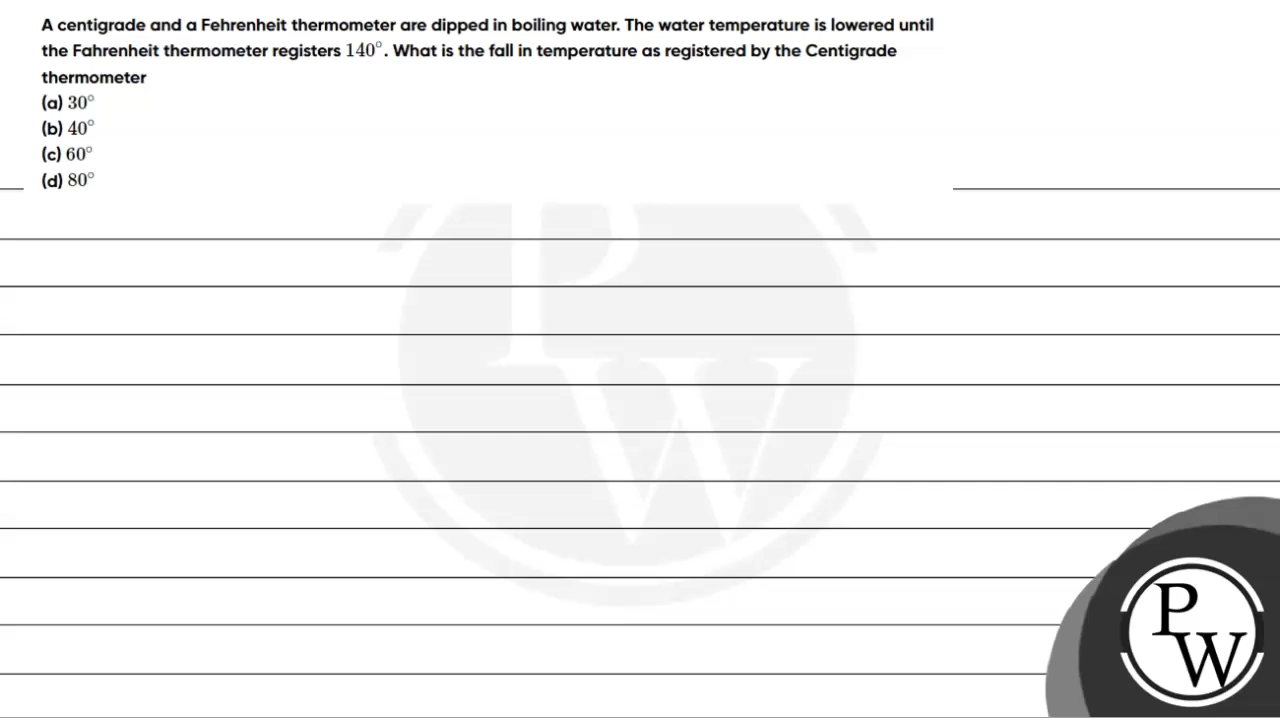 A centigrade and a Fehrenheit thermometer are dipped in boiling water. The water temperature is lowered until
the Fahrenheit thermometer registers 140°. What is the fall in temperature as registered by the Centigrade
thermometer
(a) 30°
(b) 40°
(c) 60°
(d) 80°
P
W
P
W